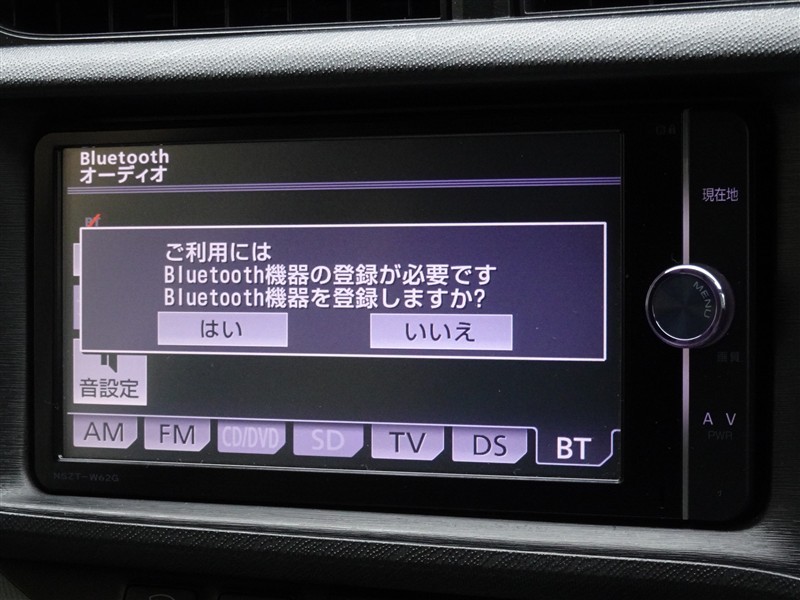 Bluetooth
オーディオ
現在地
BT
ご利用には
Bluetooth機器の登録が必要です
Bluetooth機器を登録しますか?
はい
いいえ
MENU
音設定
画質
AM
FM
CD/DVD
SD
TV
DS
BT
A V
PWR
NSZT-W62G